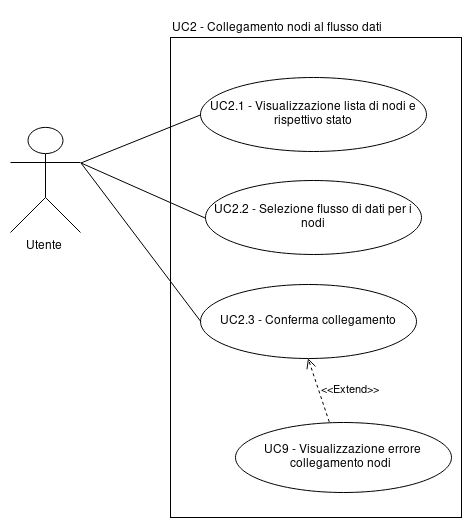 UC2 - Collegamento nodi al flusso dati
UC2.1 - Visualizzazione lista di nodi e
rispettivo stato
UC2.2 - Selezione flusso di dati per i
nodi
Utente
UC2.3 - Conferma collegamento
<<Extend>>
UC9 - Visualizzazione errore
collegamento nodi